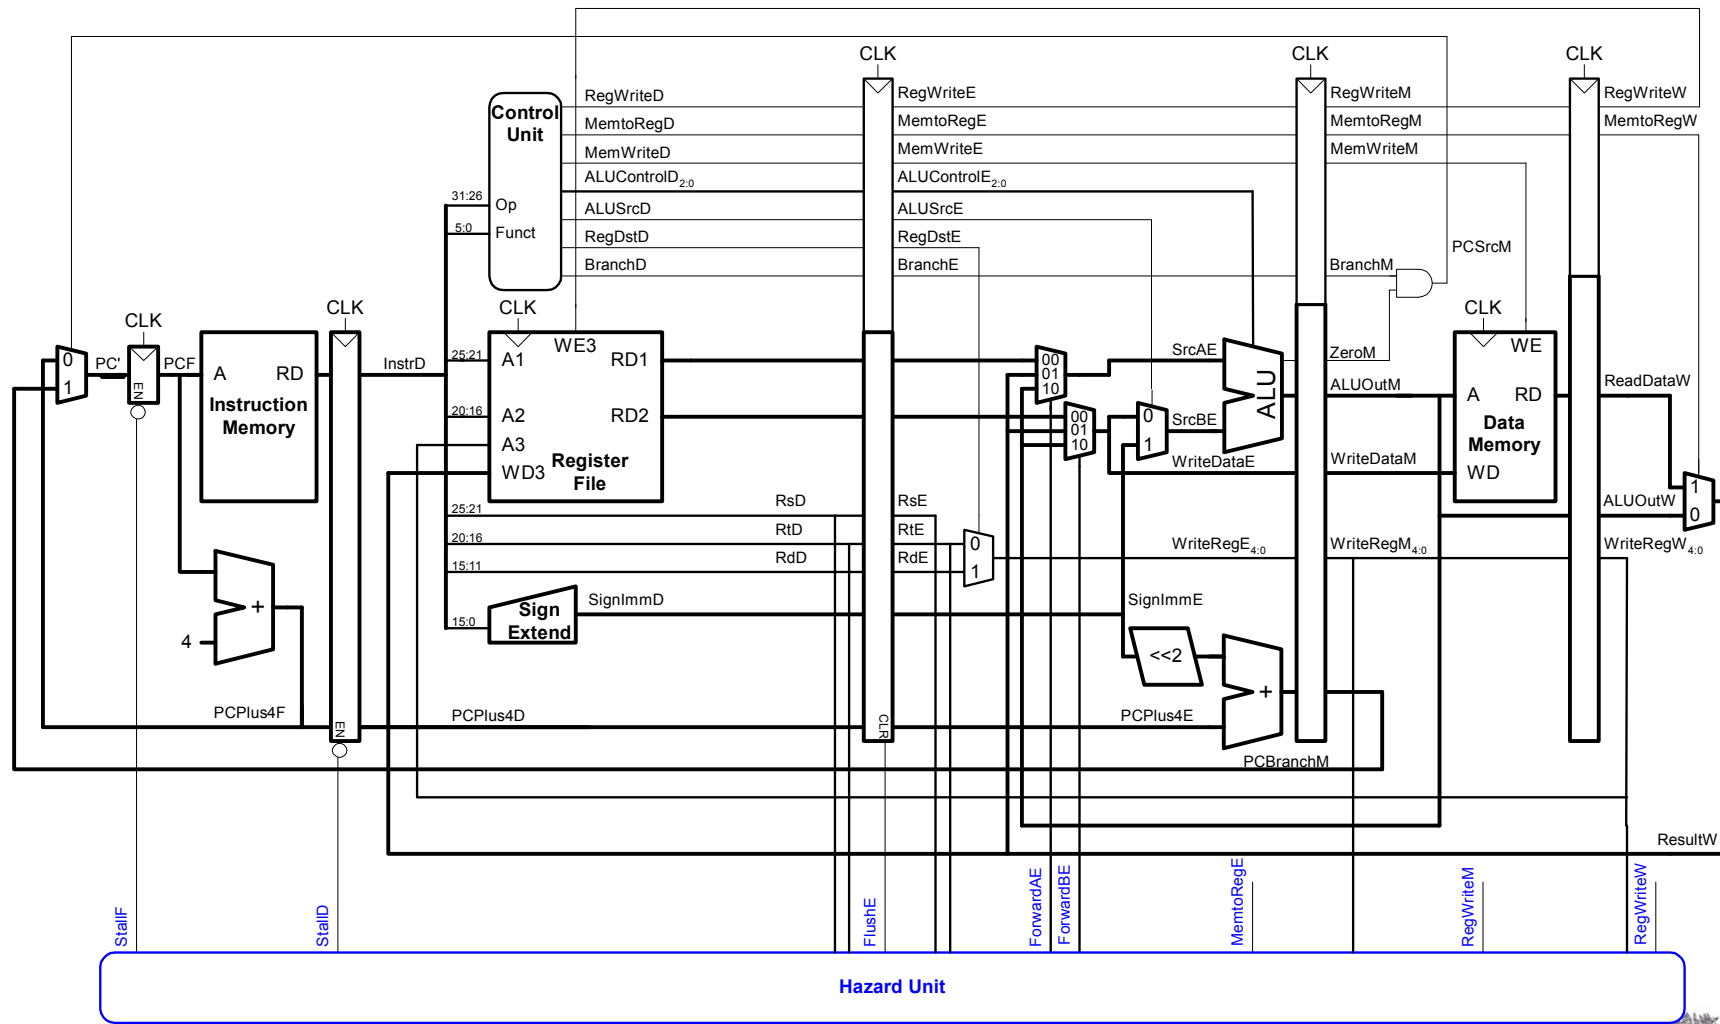 CLK
CLK
CLK
Control
Unit
RegWriteD
RegWriteE
RegWriteM
RegWriteW
MemtoRegD
MemtoRegE
MemtoRegM
MemtoRegW
MemWriteD
MemWriteE
MemWriteM
ALUControlD2:0
ALUControlE2:0
31:26
Op
ALUSrcD
ALUSrcE
5:0
Funct
RegDstD
RegDstE
PCSrcM
BranchD
BranchE
BranchM
CLK
CLK
CLK
CLK
0
1
PC'
EN
PCF
A
RD
Instruction
Memory
InstrD
25:21
A1
WE3
RD1
20:16
A2
RD2
A3
WD3
Register
File
00
01
10
00
01
10
0
1
SrcAE
SrcBE
ALU
ZeroM
ALUOutM
WE
A
RD
Data
Memory
WD
ReadDataW
WriteDataE
WriteDataM
1
0
ALUOutW
25:21
RsD
RsE
20:16
RtD
RtE
15:11
RdD
RdE
0
1
WriteRegE4:0
WriteRegM4:0
WriteRegW4:0
15:0
Sign
Extend
SignImmD
SignImmE
+
4
<<2
+
PCPlus4F
EN
PCPlus4D
CLR
PCPlus4E
PCBranchM
ResultW
StallF
StallD
FlushE
ForwardAE
ForwardBE
MemtoRegE
RegWriteM
RegWriteW
Hazard Unit